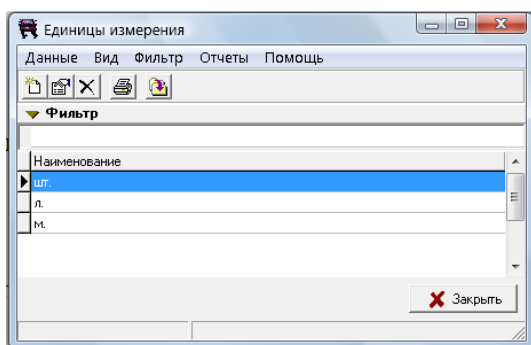 Единицы измерения
Данные Вид Фильтр Отчеты Помощь
Фильтр
Наименование
шт.
л.
м.
Закрыть